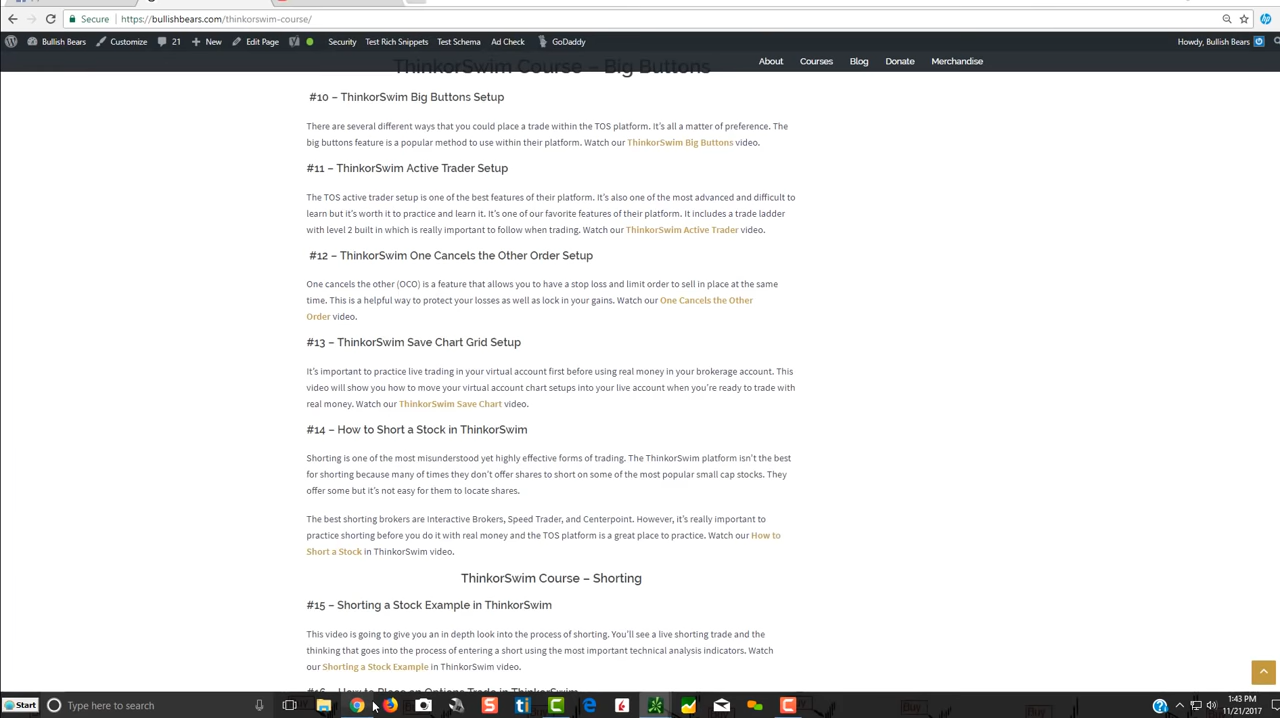 Secure
https://bullishbears.com/thinkorswim-course/
Bullish Bears
Customize
21
New
Edit Page
Security
Test Rich Snippets
Test Schema
Ad Check
GoDaddy
Howdy, Bullish Bears
ThinkorSwim Course – Big Buttons
About
Courses
Blog
Donate
Merchandise
#10 – ThinkorSwim Big Buttons Setup
There are several different ways that you could place a trade within the TOS platform. It's all a matter of preference. The
big buttons feature is a popular method to use within their platform. Watch our ThinkorSwim Big Buttons video.
#11 – ThinkorSwim Active Trader Setup
The TOS active trader setup is one of the best features of their platform. It's also one of the most advanced and difficult to
learn but it's worth it to practice and learn it. It's one of our favorite features of their platform. It includes a trade ladder
with level 2 built in which is really important to follow when trading. Watch our ThinkorSwim Active Trader video.
#12 – ThinkorSwim One Cancels the Other Order Setup
One cancels the other (OCO) is a feature that allows you to have a stop loss and limit order to sell in place at the same
time. This is a helpful way to protect your losses as well as lock in your gains. Watch our One Cancels the Other
Order video.
#13 – ThinkorSwim Save Chart Grid Setup
It's important to practice live trading in your virtual account first before using real money in your brokerage account. This
video will show you how to move your virtual account chart setups into your live account when you're ready to trade with
real money. Watch our ThinkorSwim Save Chart video.
#14 – How to Short a Stock in ThinkorSwim
Shorting is one of the most misunderstood yet highly effective forms of trading. The ThinkorSwim platform isn't the best
for shorting because many of times they don't offer shares to short on some of the most popular small cap stocks. They
offer some but it's not easy for them to locate shares.
The best shorting brokers are Interactive Brokers, Speed Trader, and Centerpoint. However, it's really important to
practice shorting before you do it with real money and the TOS platform is a great place to practice. Watch our How to
Short a Stock in ThinkorSwim video.
ThinkorSwim Course – Shorting
#15 – Shorting a Stock Example in ThinkorSwim
This video is going to give you an in depth look into the process of shorting. You'll see a live shorting trade and the
thinking that goes into the process of entering a short using the most important technical analysis indicators. Watch
our Shorting a Stock Example in ThinkorSwim video.
#16 – How to Place an Options Trade in ThinkorSwim
Start
Type here to search
1:43 PM
11/21/2017